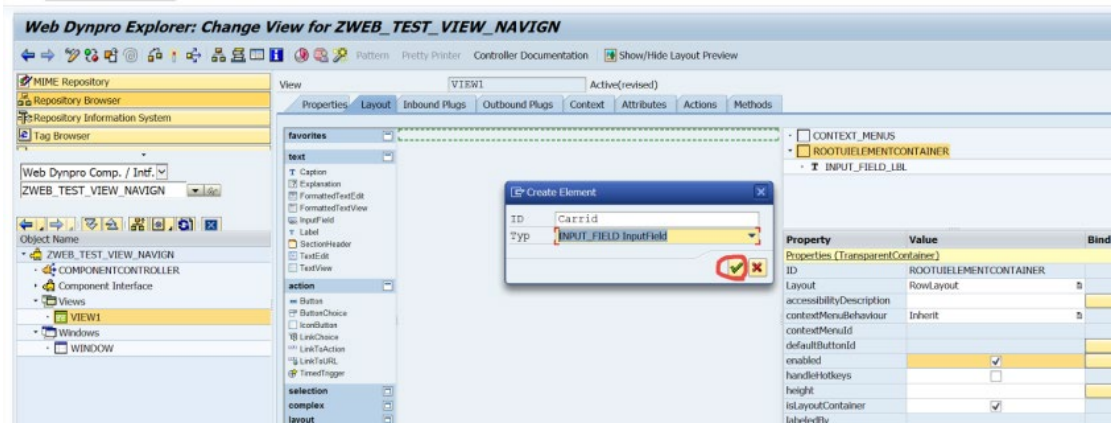 Web Dynpro Explorer: Change View for ZWEB_TEST_VIEW_NAVIGN
Pattern Pretty Printer Controller Documentation Show/Hide Layout Preview
MIME Repository
Repository Browser
Repository Information System
Tag Browser
Web Dynpro Comp. / Intf.
ZWEB_TEST_VIEW_NAVIGN
Object Name
ZWEB_TEST_VIEW_NAVIGN
COMPONENTCONTROLLER
Component Interface
Views
VIEW1
Windows
WINDOW
View VIEW1 Active(revised)
Properties Layout Inbound Plugs Outbound Plugs Context Attributes Actions Methods
favorites
text
T Caption
Explanation
FormattedTextEdit
FormattedTextView
InputField
T Label
SectionHeader
TextEdit
TextView
action
Button
ButtonChoice
IconButton
LinkChoice
LinkToAction
LinkToURL
TimedTrigger
selection
complex
layout
Create Element
ID Carrid
Typ INPUT_FIELD InputField
CONTEXT_MENUS
ROOTUIELEMENTCONTAINER
T INPUT_FIELD_LBL
Property Value Bind
Properties (TransparentContainer)
ID ROOTUIELEMENTCONTAINER
Layout RowLayout
accessibilityDescription
contextMenuBehaviour Inherit
contextMenuId
defaultButtonId
enabled
handleHotkeys
height
isLayoutContainer
labeledBy